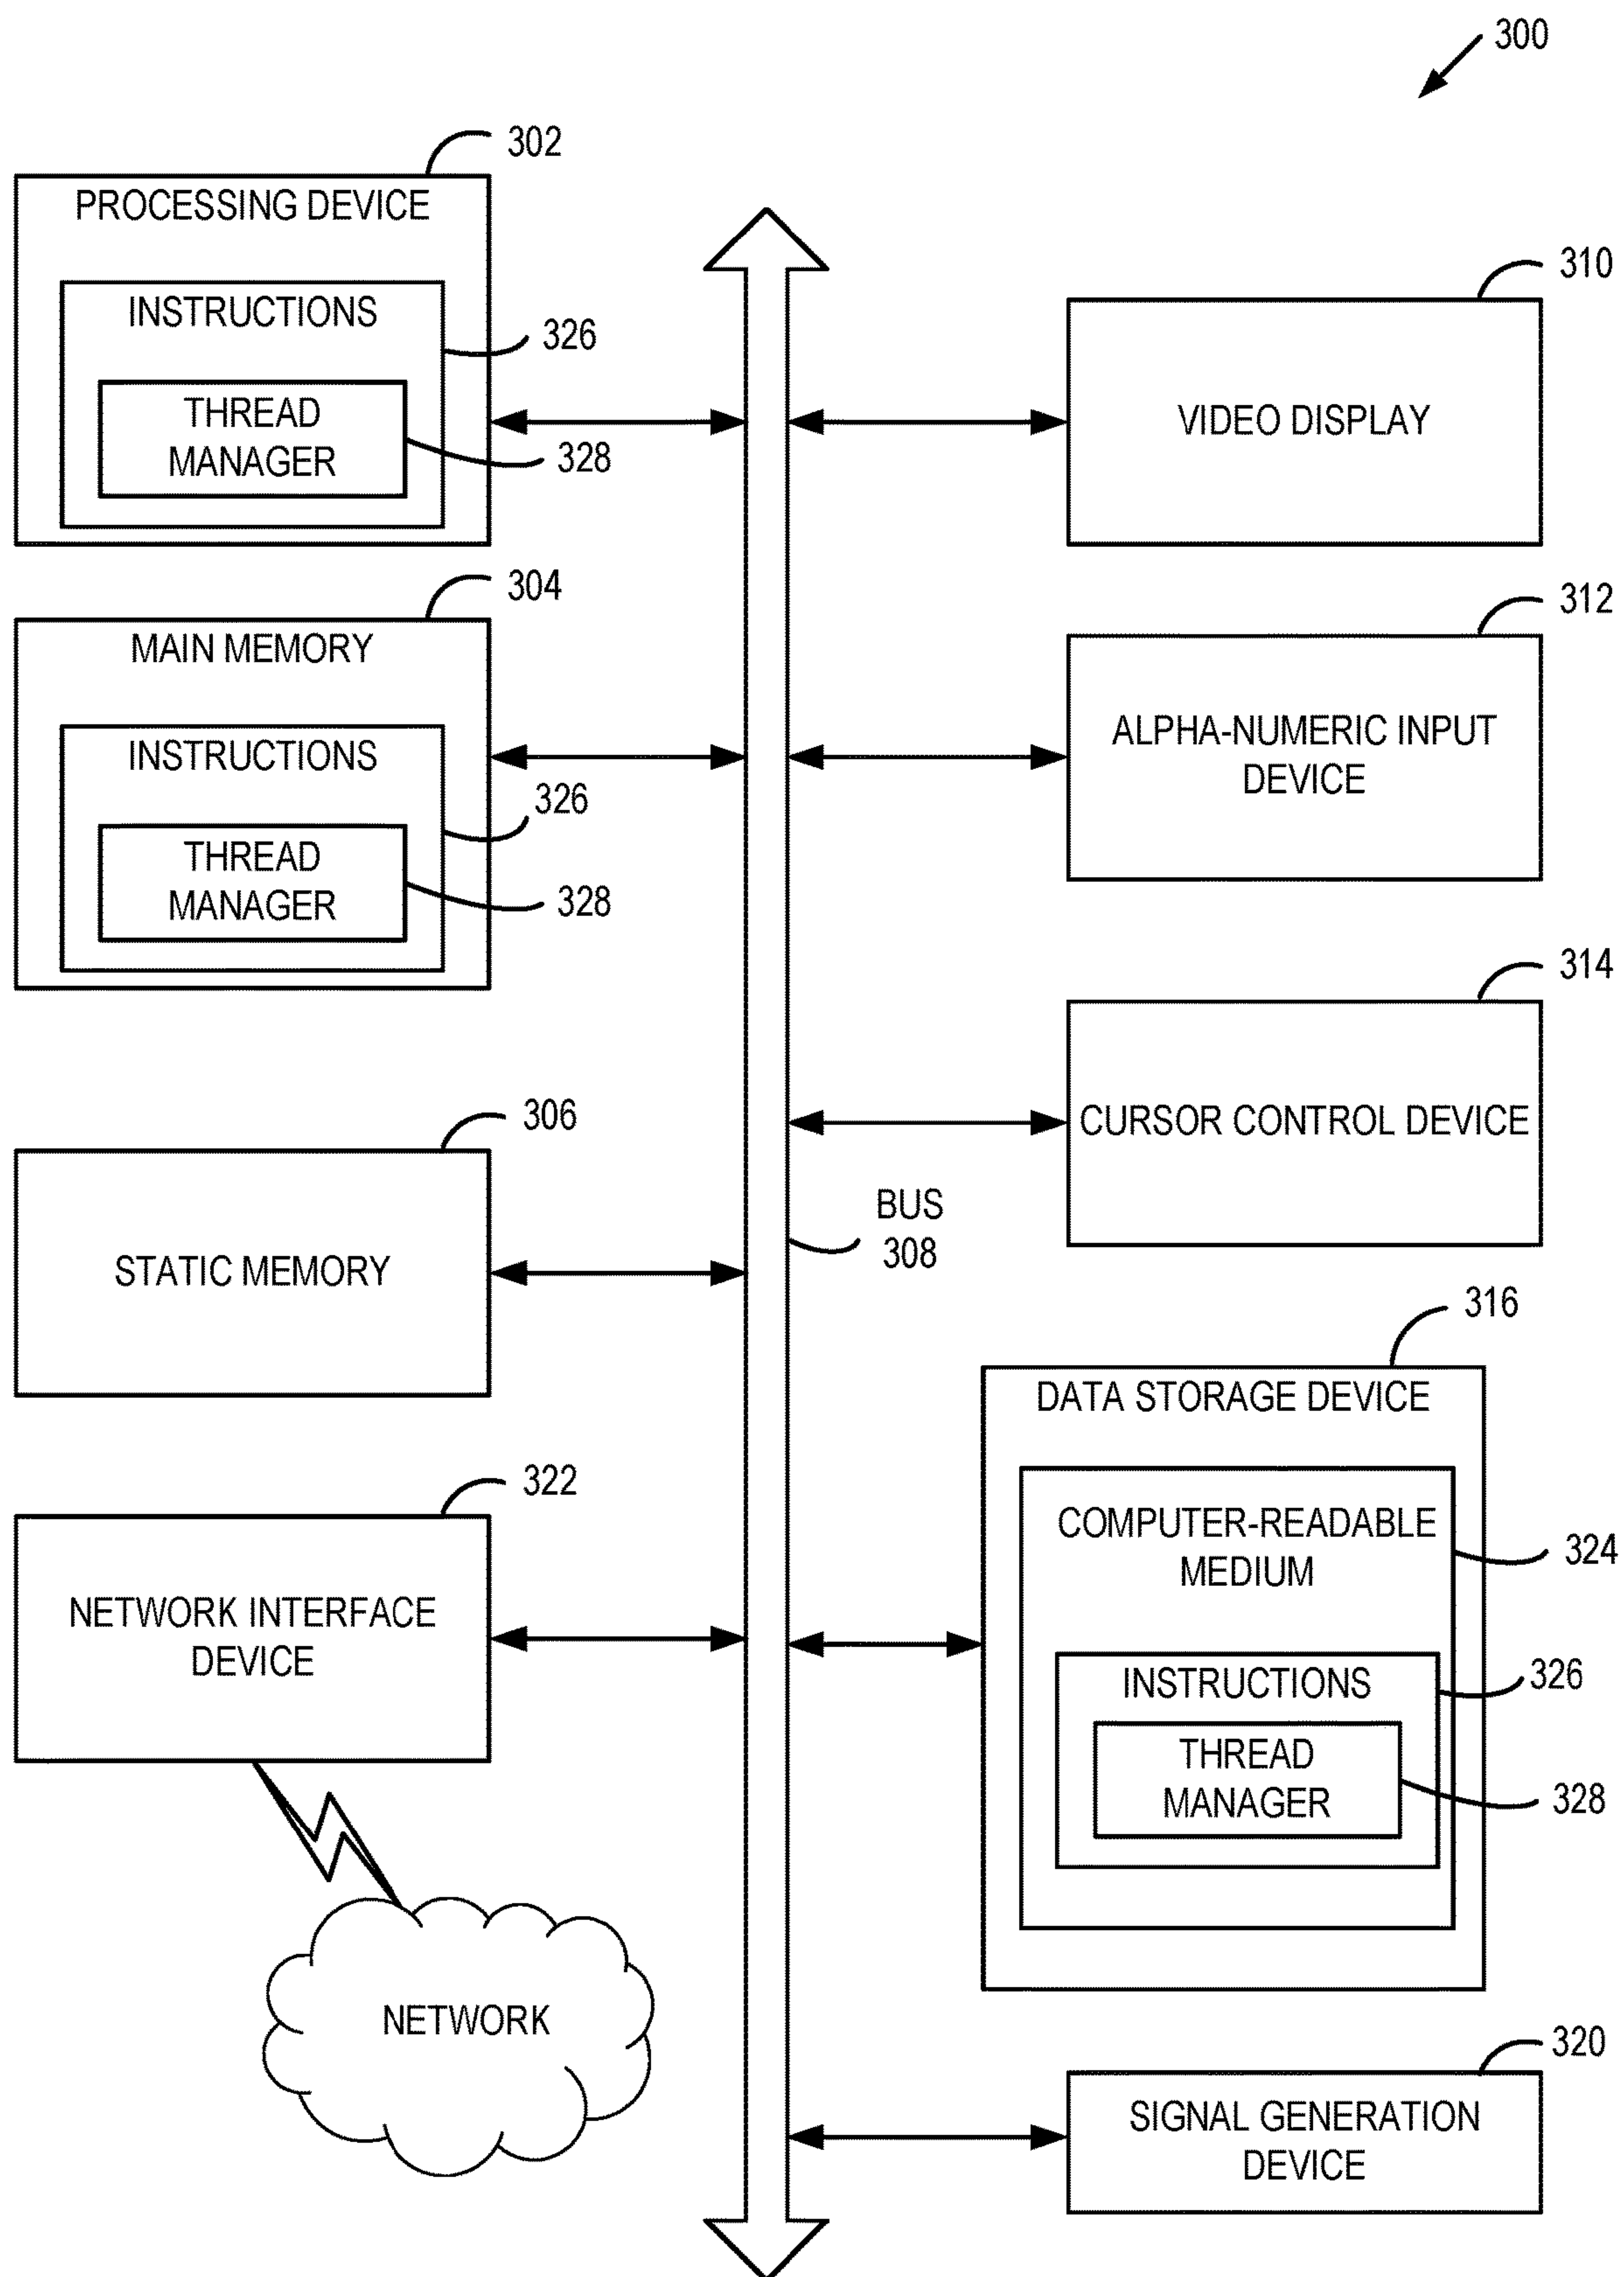 300
302
PROCESSING DEVICE
INSTRUCTIONS
326
THREAD
MANAGER
328
304
MAIN MEMORY
INSTRUCTIONS
326
THREAD
MANAGER
328
306
STATIC MEMORY
322
NETWORK INTERFACE
DEVICE
NETWORK
BUS
308
310
VIDEO DISPLAY
312
ALPHA-NUMERIC INPUT
DEVICE
314
CURSOR CONTROL DEVICE
316
DATA STORAGE DEVICE
COMPUTER-READABLE
MEDIUM
324
INSTRUCTIONS
326
THREAD
MANAGER
328
320
SIGNAL GENERATION
DEVICE